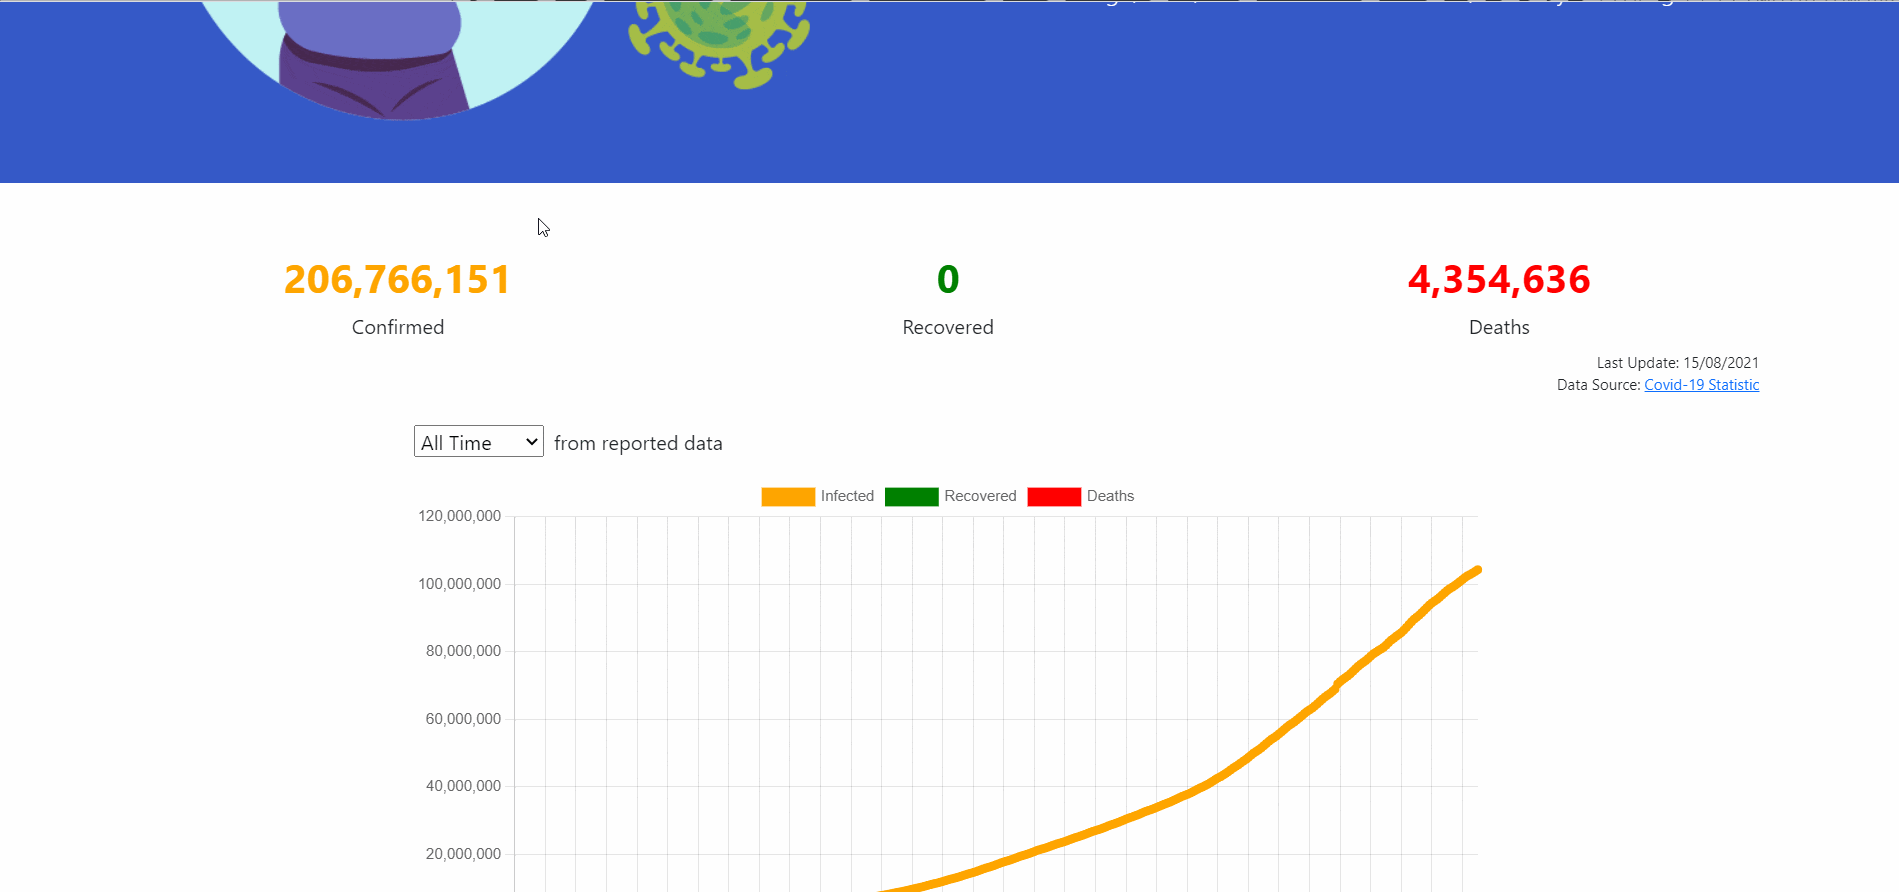 206,766,151
Confirmed
0
Recovered
4,354,636
Deaths
Last Update: 15/08/2021
Data Source: Covid-19 Statistic
All Time from reported data
Infected Recovered Deaths
120,000,000
100,000,000
80,000,000
60,000,000
40,000,000
20,000,000